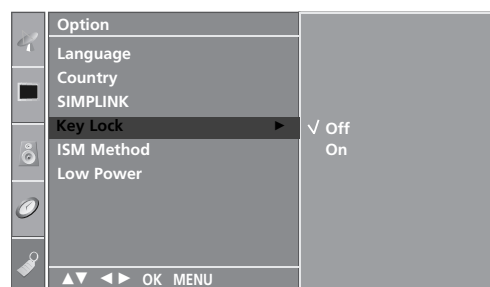 Option
Language
Country
SIMPLINK
Key Lock ►
ISM Method
Low Power
√ Off
On
▲▼ ◄► OK MENU